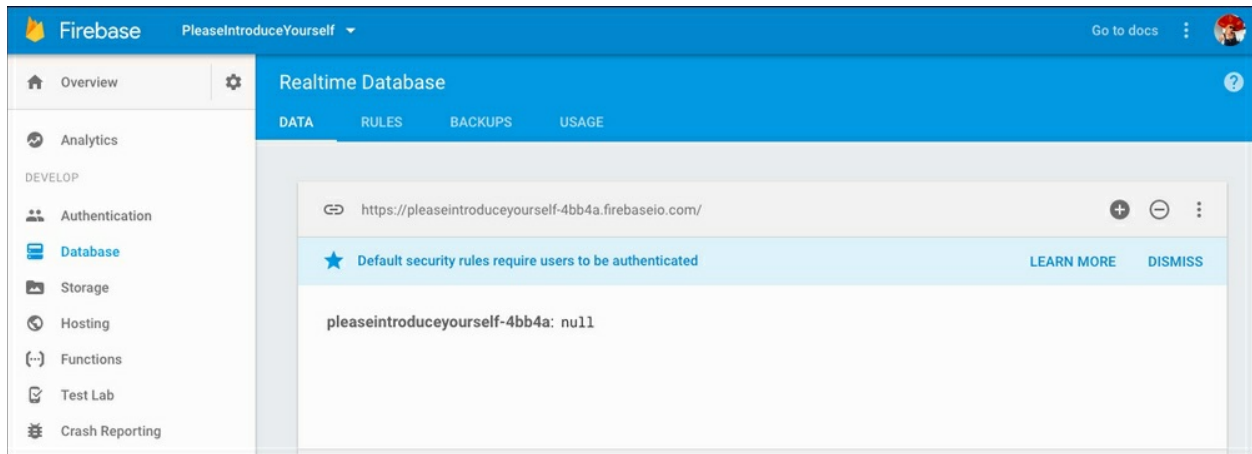 Firebase
PleaseIntroduceYourself
Go to docs
Overview
Analytics
DEVELOP
Authentication
Database
Storage
Hosting
Functions
Test Lab
Crash Reporting
Realtime Database
DATA RULES BACKUPS USAGE
https://pleaseintroduceyourself-4bb4a.firebaseio.com/
Default security rules require users to be authenticated LEARN MORE DISMISS
pleaseintroduceyourself-4bb4a: null